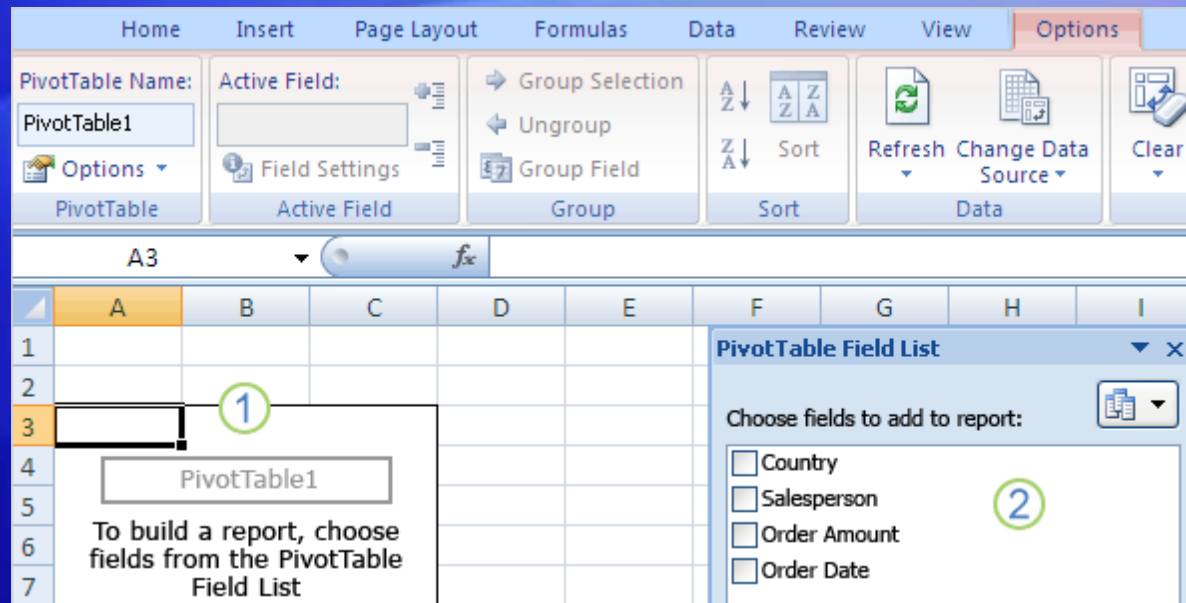 Home Insert Page Layout Formulas Data Review View Options
PivotTable Name:
PivotTable1
Options
PivotTable
Active Field:
Field Settings
Active Field
Group Selection
Ungroup
Group Field
Group
A
Z
Z
A
A Z
Z A
Sort
Sort
Refresh
Change Data
Source
Data
Clear
A3
fx
A B C D E F G H I
1
2
3
4
5
6
7
1
PivotTable1
To build a report, choose
fields from the PivotTable
Field List
PivotTable Field List
Choose fields to add to report:
Country
Salesperson
Order Amount
Order Date
2